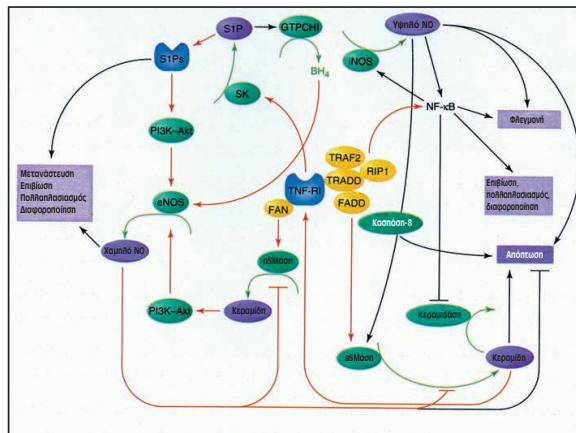 S1P
GTPCHI
Υψηλό NO
S1Ps
iNOS
BH4
SK
NF-κB
Φλεγμονή
PI3K–Akt
TRAF2
RIP1
TRADD
TNF-RI
Μετανάστευση
Επιβίωση
Πολλαπλασιασμός
Διαφοροποίηση
Επιβίωση,
πολλαπλασιασμός,
διαφοροποίηση
eNOS
FAN
FADD
Κασπάση-8
Χαμηλό NO
nSMάση
Απόπτωση
PI3K–Akt
Κεραμίδη
Κεραμιδάση
aSMάση
Κεραμίδη